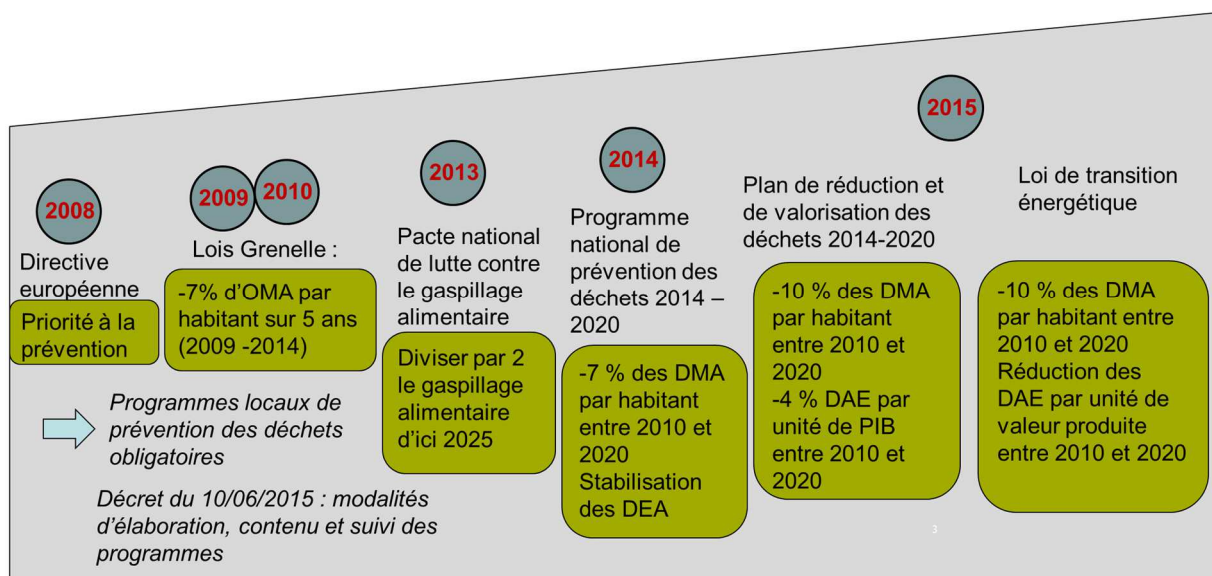 2008
Directive
européenne
Priorité à la
prévention
2009
2010
Lois Grenelle :
-7% d'OMA par
habitant sur 5 ans
(2009 -2014)
Programmes locaux de
prévention des déchets
obligatoires
Décret du 10/06/2015 : modalités
d'élaboration, contenu et suivi des
programmes
2013
Pacte national
de lutte contre
le gaspillage
alimentaire
Diviser par 2
le gaspillage
alimentaire
d'ici 2025
2014
Programme
national de
prévention des
déchets 2014 –
2020
-7 % des DMA
par habitant
entre 2010 et
2020
Stabilisation
des DEA
2015
Plan de réduction et
de valorisation des
déchets 2014-2020
-10 % des DMA
par habitant
entre 2010 et
2020
-4 % DAE par
unité de PIB
entre 2010 et
2020
Loi de transition
énergétique
-10 % des DMA
par habitant entre
2010 et 2020
Réduction des
DAE par unité de
valeur produite
entre 2010 et 2020
3